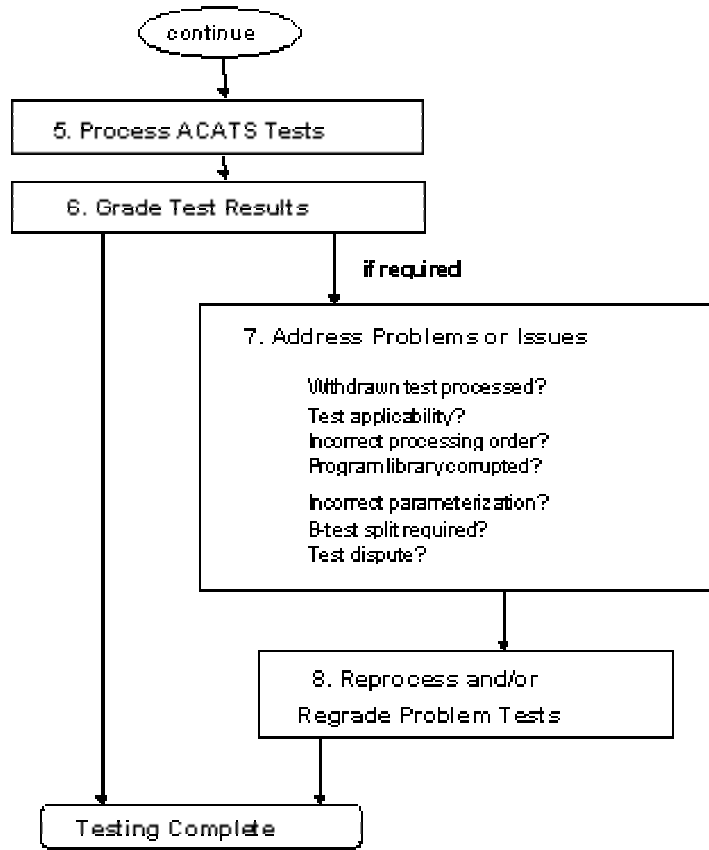 continue
5. Process ACATS Tests
6. Grade Test Results
if required
7. Address Problems or Issues
Withdrawn test processed?
Test applicability?
Incorrect processing order?
Program library corrupted?
Incorrect parameterization?
B-test split required?
Test dispute?
8. Reprocess and/or
Regrade Problem Tests
Testing Complete